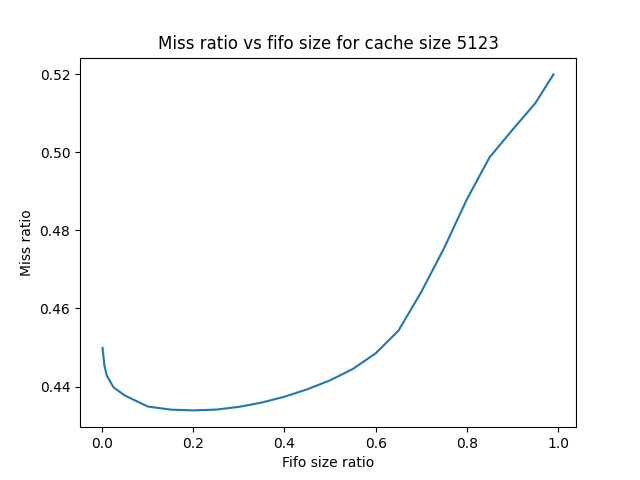 Miss ratio vs fifo size for cache size 5123
0.52
0.50
0.48
0.46
0.44
Miss ratio
0.0 0.2 0.4 0.6 0.8 1.0
Fifo size ratio